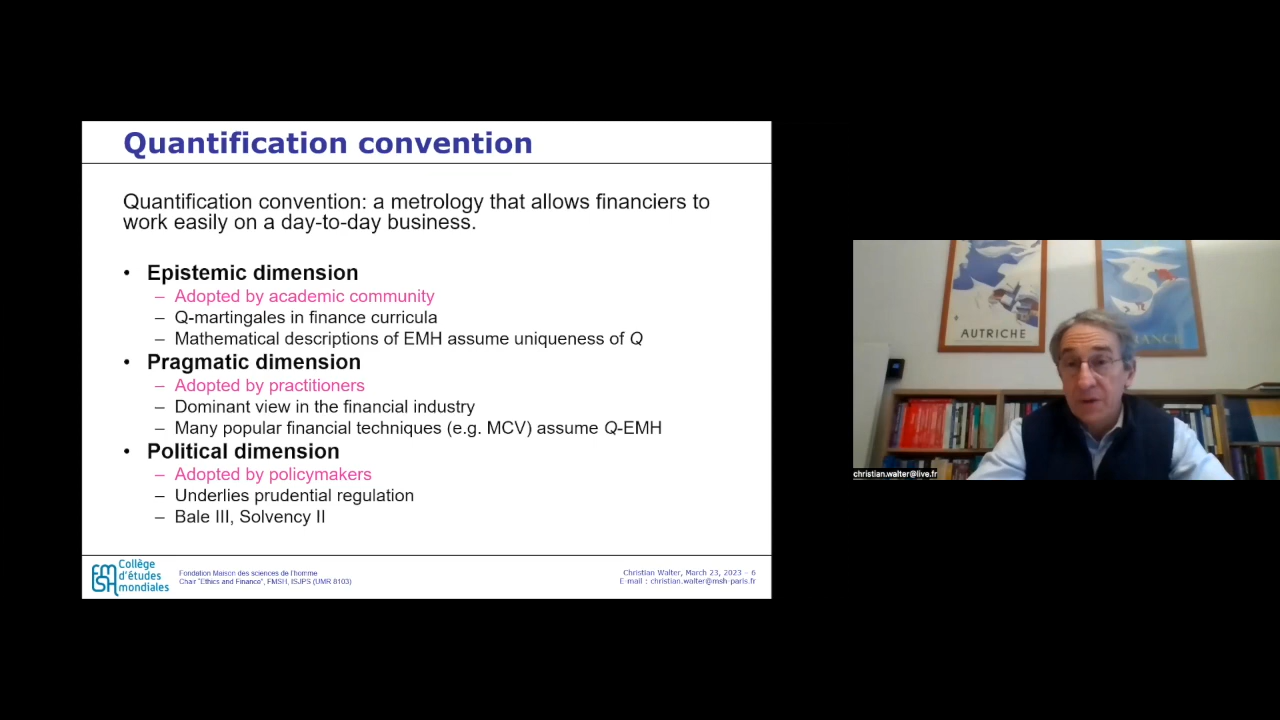 Quantification convention
Quantification convention: a metrology that allows financiers to
work easily on a day-to-day business.
• Epistemic dimension
– Adopted by academic community
– Q-martingales in finance curricula
– Mathematical descriptions of EMH assume uniqueness of Q
• Pragmatic dimension
– Adopted by practitioners
– Dominant view in the financial industry
– Many popular financial techniques (e.g. MCV) assume Q-EMH
• Political dimension
– Adopted by policymakers
– Underlies prudential regulation
– Bale III, Solvency II
FMSH
Collège
d'études
mondiales
Fondation Maison des sciences de l'homme
Chair "Ethics and Finance", FMSH, ISJPS (UMR 8103)
Christian Walter, March 23, 2023 – 6
E-mail : christian.walter@msh-paris.fr
AUTRICHE
christian.walter@live.fr